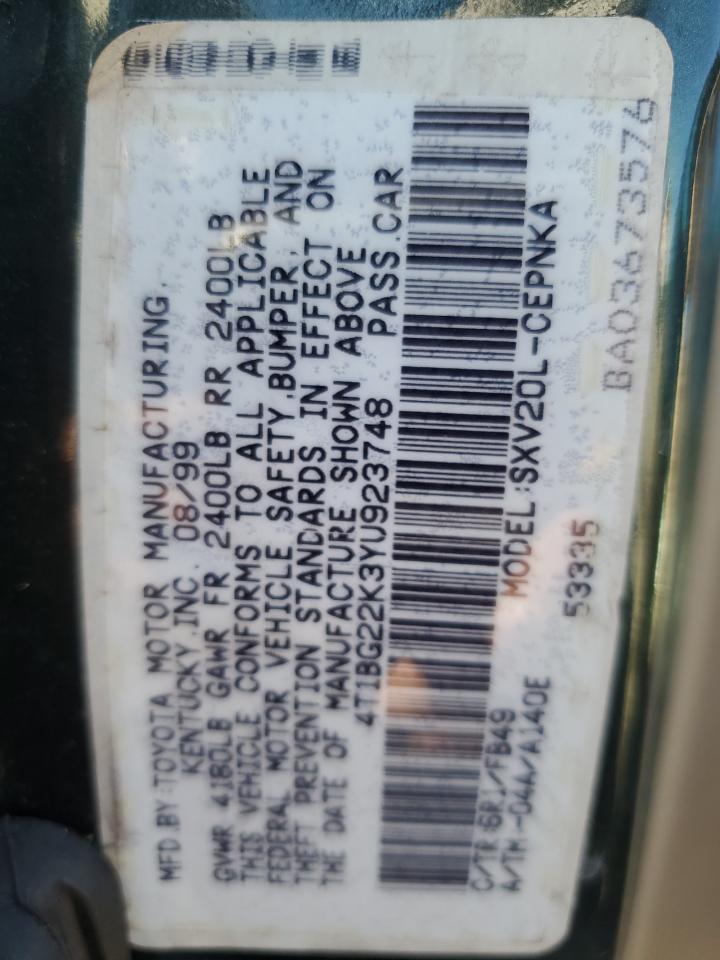 MFD.BY:TOYOTA MOTOR MANUFACTURING,
KENTUCKY,INC. 08/99
GVWR 4180LB GAWR FR 2400LB RR 2400LB
THIS VEHICLE CONFORMS TO ALL APPLICABLE
FEDERAL MOTOR VEHICLE SAFETY,BUMPER, AND
THEFT PREVENTION STANDARDS IN EFFECT ON
THE DATE OF MANUFACTURE SHOWN ABOVE
4T1BG22K3YU923748 PASS.CAR
C/TR:6R1/FB49 MODEL:SXV20L-CEPNKA
A/TM:-04A/A140E 53335
BA03673576